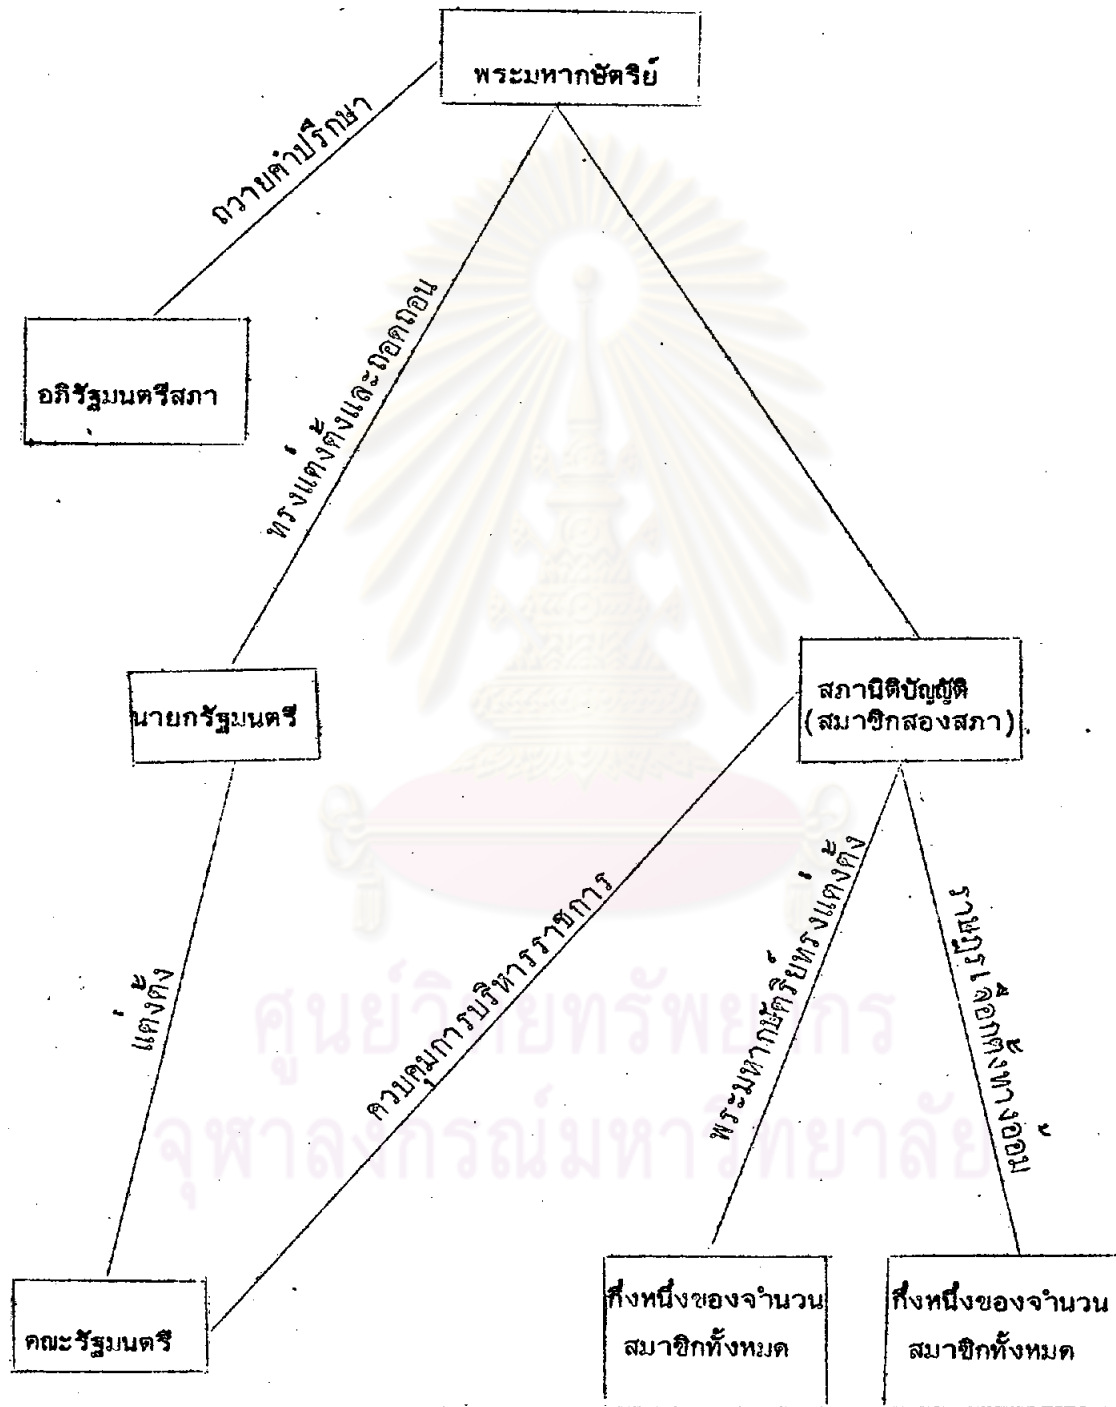 พระมหากษัตริย์
ถวายคำปรึกษา
อภิรัฐมนตรีสภา
ทรงแต่งตั้งและถอดถอน
นายกรัฐมนตรี
สภานิติบัญญัติ
(สมาชิกสองสภา)
แต่งตั้ง
ควบคุมการบริหารราชการ
พระมหากษัตริย์ทรงแต่งตั้ง
ราษฎรเลือกตั้งทางอ้อม
ศูนย์วิทยทรัพยากร
จุฬาลงกรณ์มหาวิทยาลัย
คณะรัฐมนตรี
กึ่งหนึ่งของจำนวน
สมาชิกทั้งหมด
กึ่งหนึ่งของจำนวน
สมาชิกทั้งหมด